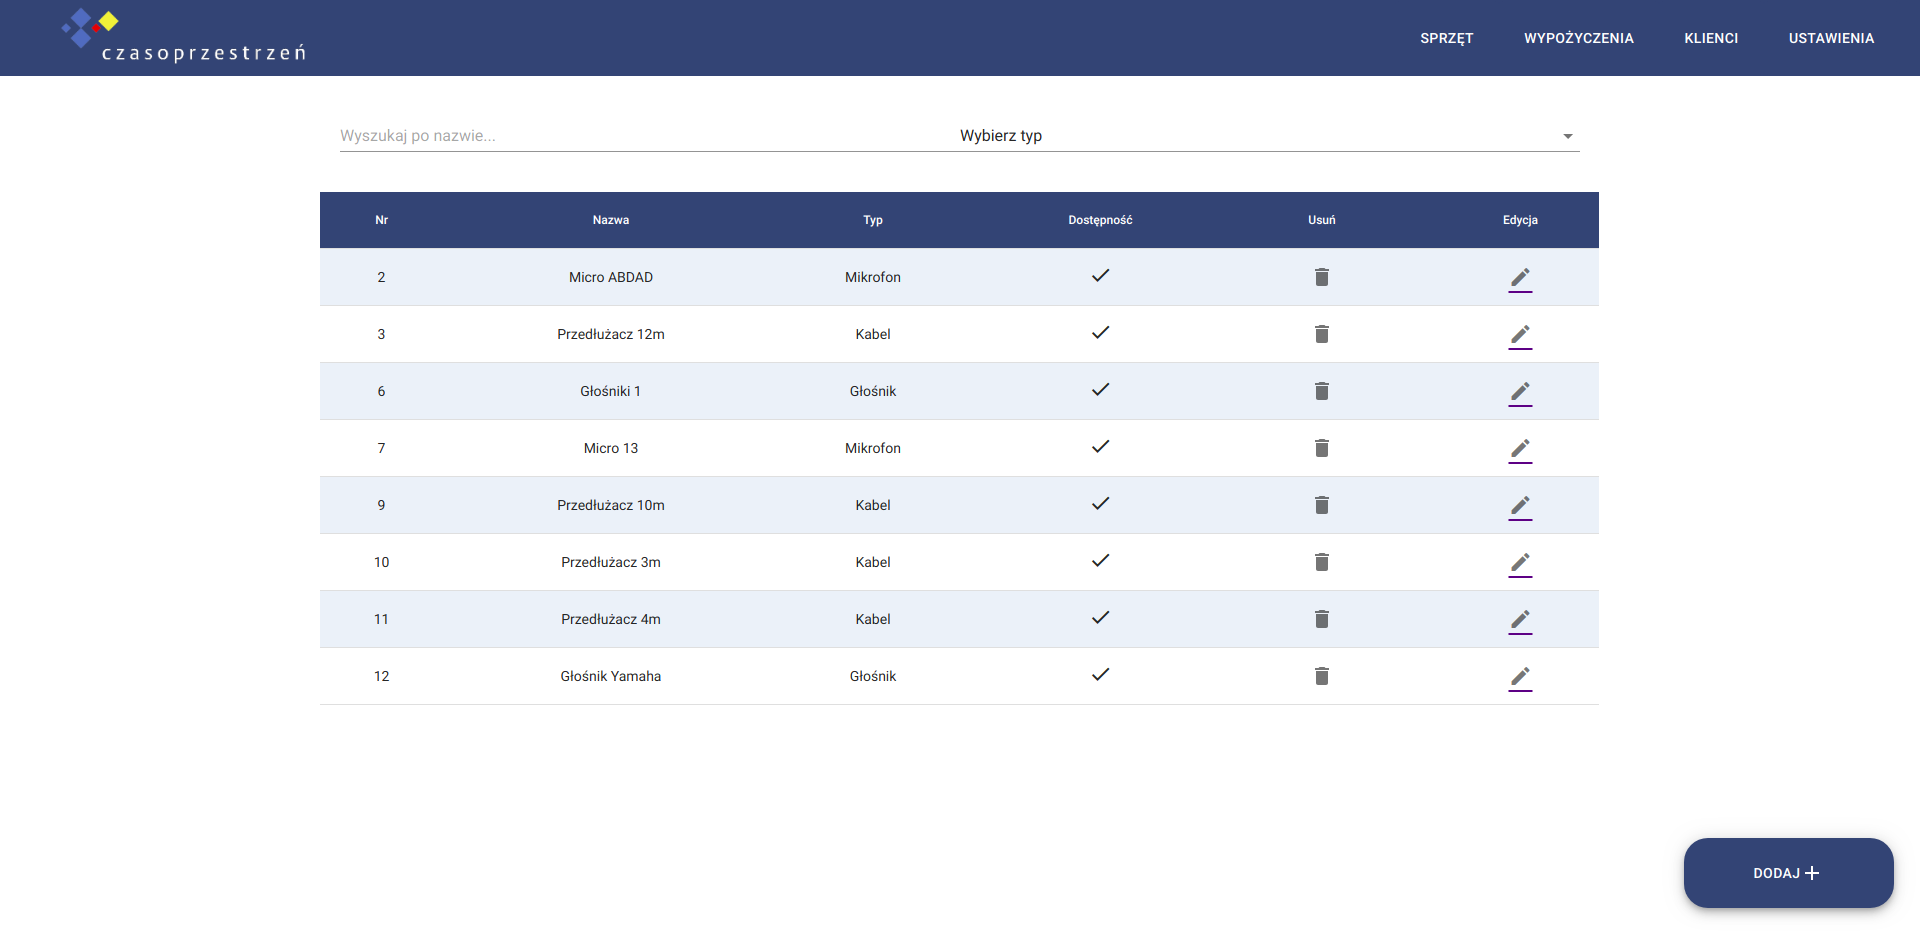 czasoprzestrzeń
SPRZĘT WYPOŻYCZENIA KLIENCI USTAWIENIA
Wyszukaj po nazwie... Wybierz typ
Nr Nazwa Typ Dostępność Usuń Edycja
2 Micro ABDAD Mikrofon
3 Przedłużacz 12m Kabel
6 Głośniki 1 Głośnik
7 Micro 13 Mikrofon
9 Przedłużacz 10m Kabel
10 Przedłużacz 3m Kabel
11 Przedłużacz 4m Kabel
12 Głośnik Yamaha Głośnik
DODAJ